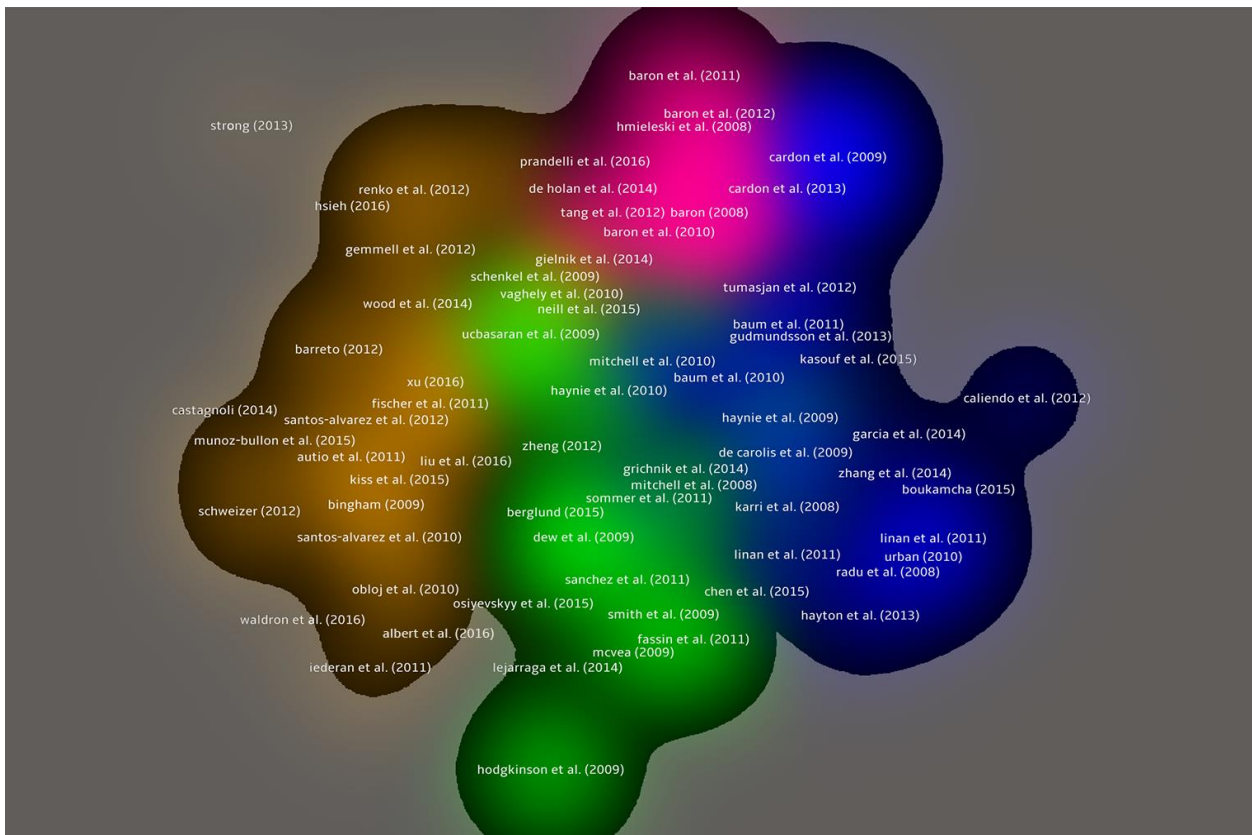 baron et al. (2011)
baron et al. (2012)
strong (2013)
hmieleski et al. (2008)
cardon et al. (2009)
prandelli et al. (2016)
renko et al. (2012)
de holan et al. (2014)
cardon et al. (2013)
hsieh (2016)
tang et al. (2012)
baron (2008)
baron et al. (2010)
gemmell et al. (2012)
gielnik et al. (2014)
schenkel et al. (2009)
tumasjan et al. (2012)
vaghely et al. (2010)
wood et al. (2014)
neill et al. (2015)
baum et al. (2011)
ucbasaran et al. (2009)
gudmundsson et al. (2013)
barreto (2012)
kasouf et al. (2015)
mitchell et al. (2010)
baum et al. (2010)
xu (2016)
haynie et al. (2010)
caliendo et al. (2012)
fischer et al. (2011)
castagnoli (2014)
haynie et al. (2009)
santos-alvarez et al. (2012)
garcia et al. (2014)
munoz-bullon et al. (2015)
zheng (2012)
de carolis et al. (2009)
autio et al. (2011)
liu et al. (2016)
grichnik et al. (2014)
zhang et al. (2014)
kiss et al. (2015)
mitchell et al. (2008)
boukamcha (2015)
sommer et al. (2011)
bingham (2009)
karri et al. (2008)
schweizer (2012)
berglund (2015)
santos-alvarez et al. (2010)
dew et al. (2009)
linan et al. (2011)
linan et al. (2011)
urban (2010)
radu et al. (2008)
sanchez et al. (2011)
obloj et al. (2010)
chen et al. (2015)
osiyevskyy et al. (2015)
smith et al. (2009)
hayton et al. (2013)
waldron et al. (2016)
albert et al. (2016)
fassin et al. (2011)
mcvea (2009)
iederan et al. (2011)
lejarraga et al. (2014)
hodgkinson et al. (2009)